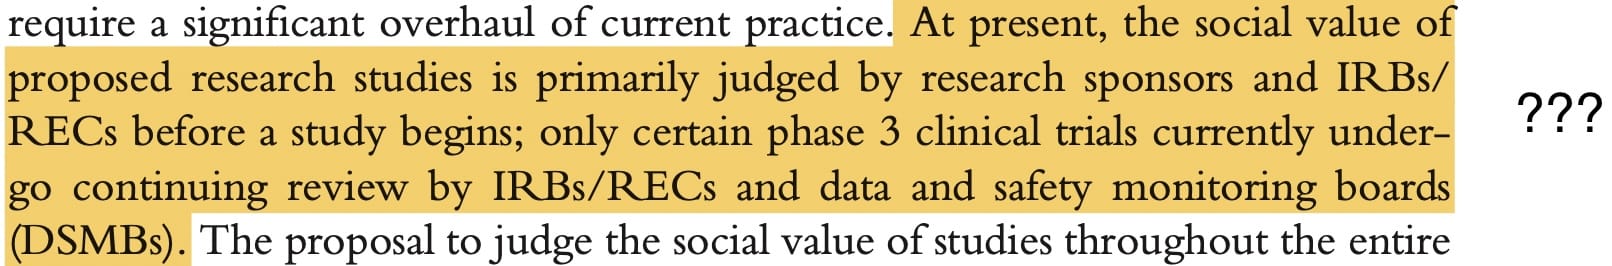 require a significant overhaul of current practice. At present, the social value of
proposed research studies is primarily judged by research sponsors and IRBs/
RECs before a study begins; only certain phase 3 clinical trials currently under-
go continuing review by IRBs/RECs and data and safety monitoring boards
(DSMBs). The proposal to judge the social value of studies throughout the entire
???